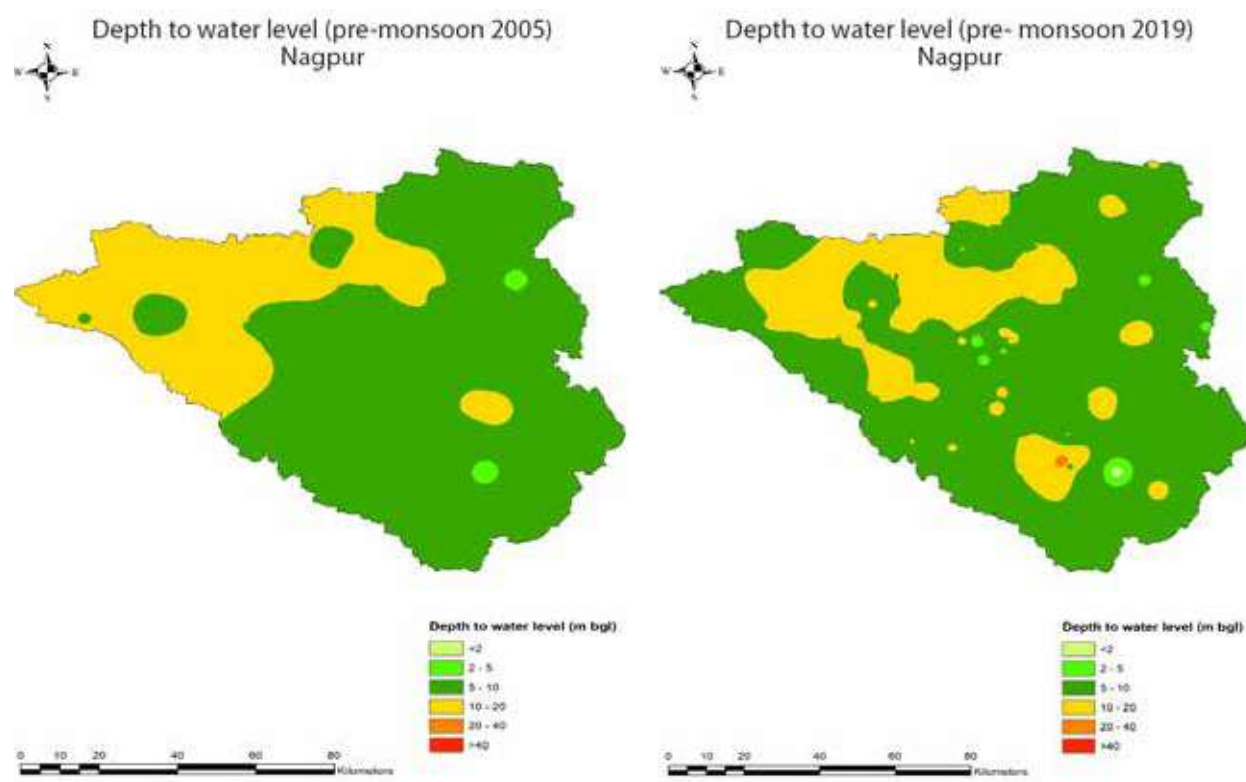 Depth to water level (pre-monsoon 2005)
Nagpur
N
W
E
S
Depth to water level (m bgl)
<2
2 - 5
5 - 10
10 - 20
20 - 40
>40
0 10 20 40 60 80
Kilometers
Depth to water level (pre- monsoon 2019)
Nagpur
N
W
E
S
Depth to water level (m bgl)
<2
2 - 5
5 - 10
10 - 20
20 - 40
>40
0 10 20 40 60 80
Kilometers